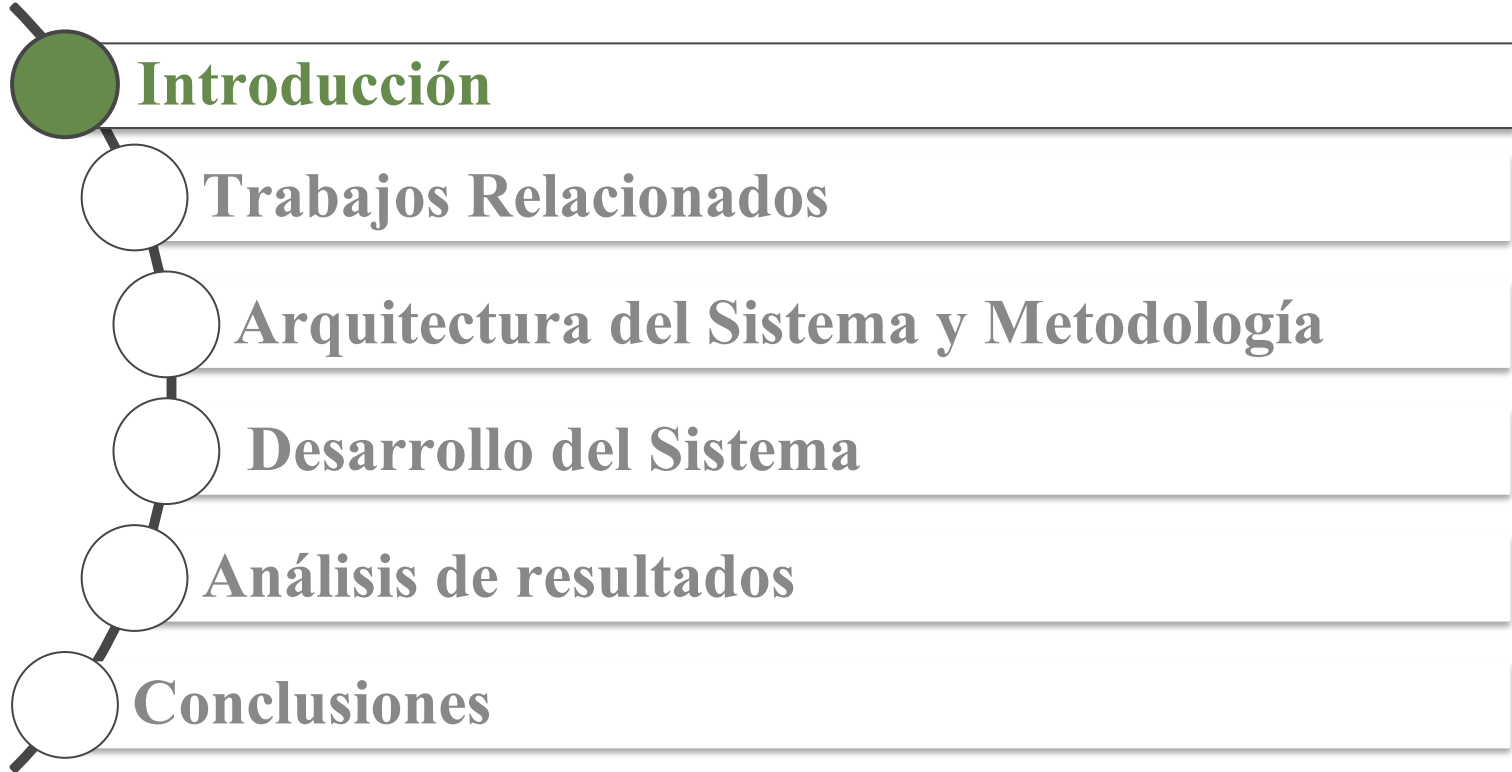 Introducción
Trabajos Relacionados
Arquitectura del Sistema y Metodología
Desarrollo del Sistema
Análisis de resultados
Conclusiones